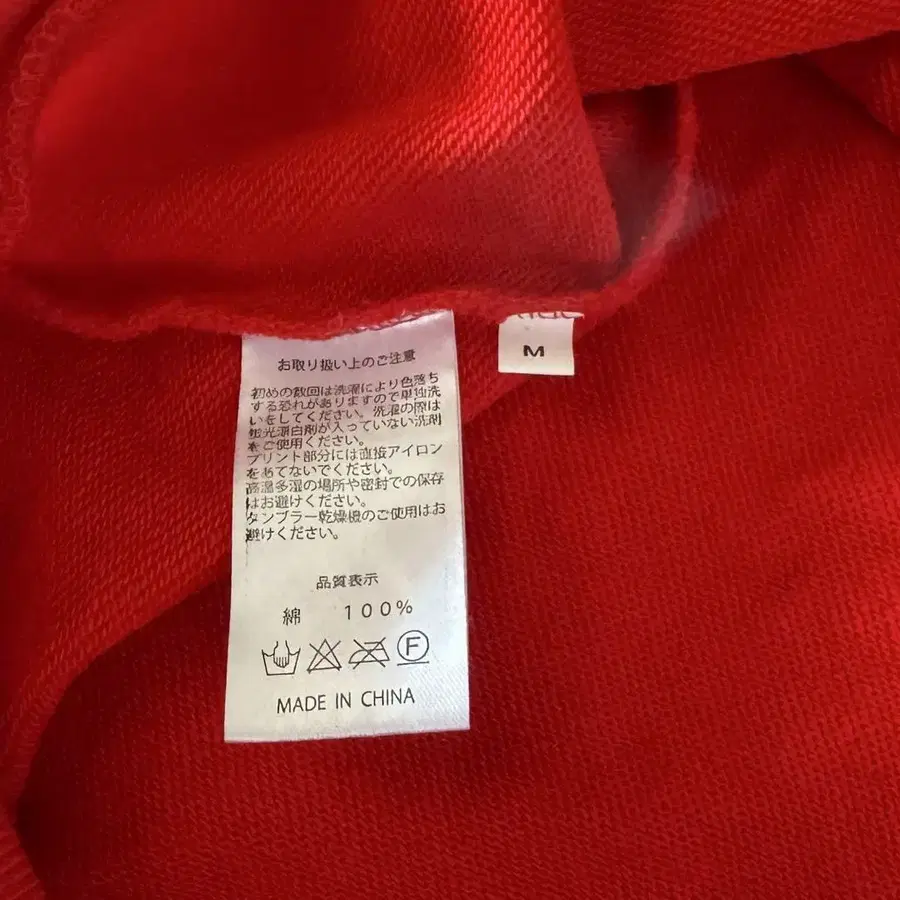 お取り扱い上のご注意
初めの数回は洗濯により色落ち
する恐れがありますので単独洗
いをしてください。洗濯の際は
蛍光漂白剤が入っていない洗剤
をご使用ください。
プリント部分には直接アイロン
をあてないでください。
高温多湿の場所や密封での保存
はお避けください。
タンブラー乾燥機のご使用はお
避けください。
品質表示
綿 100%
F
MADE IN CHINA
M